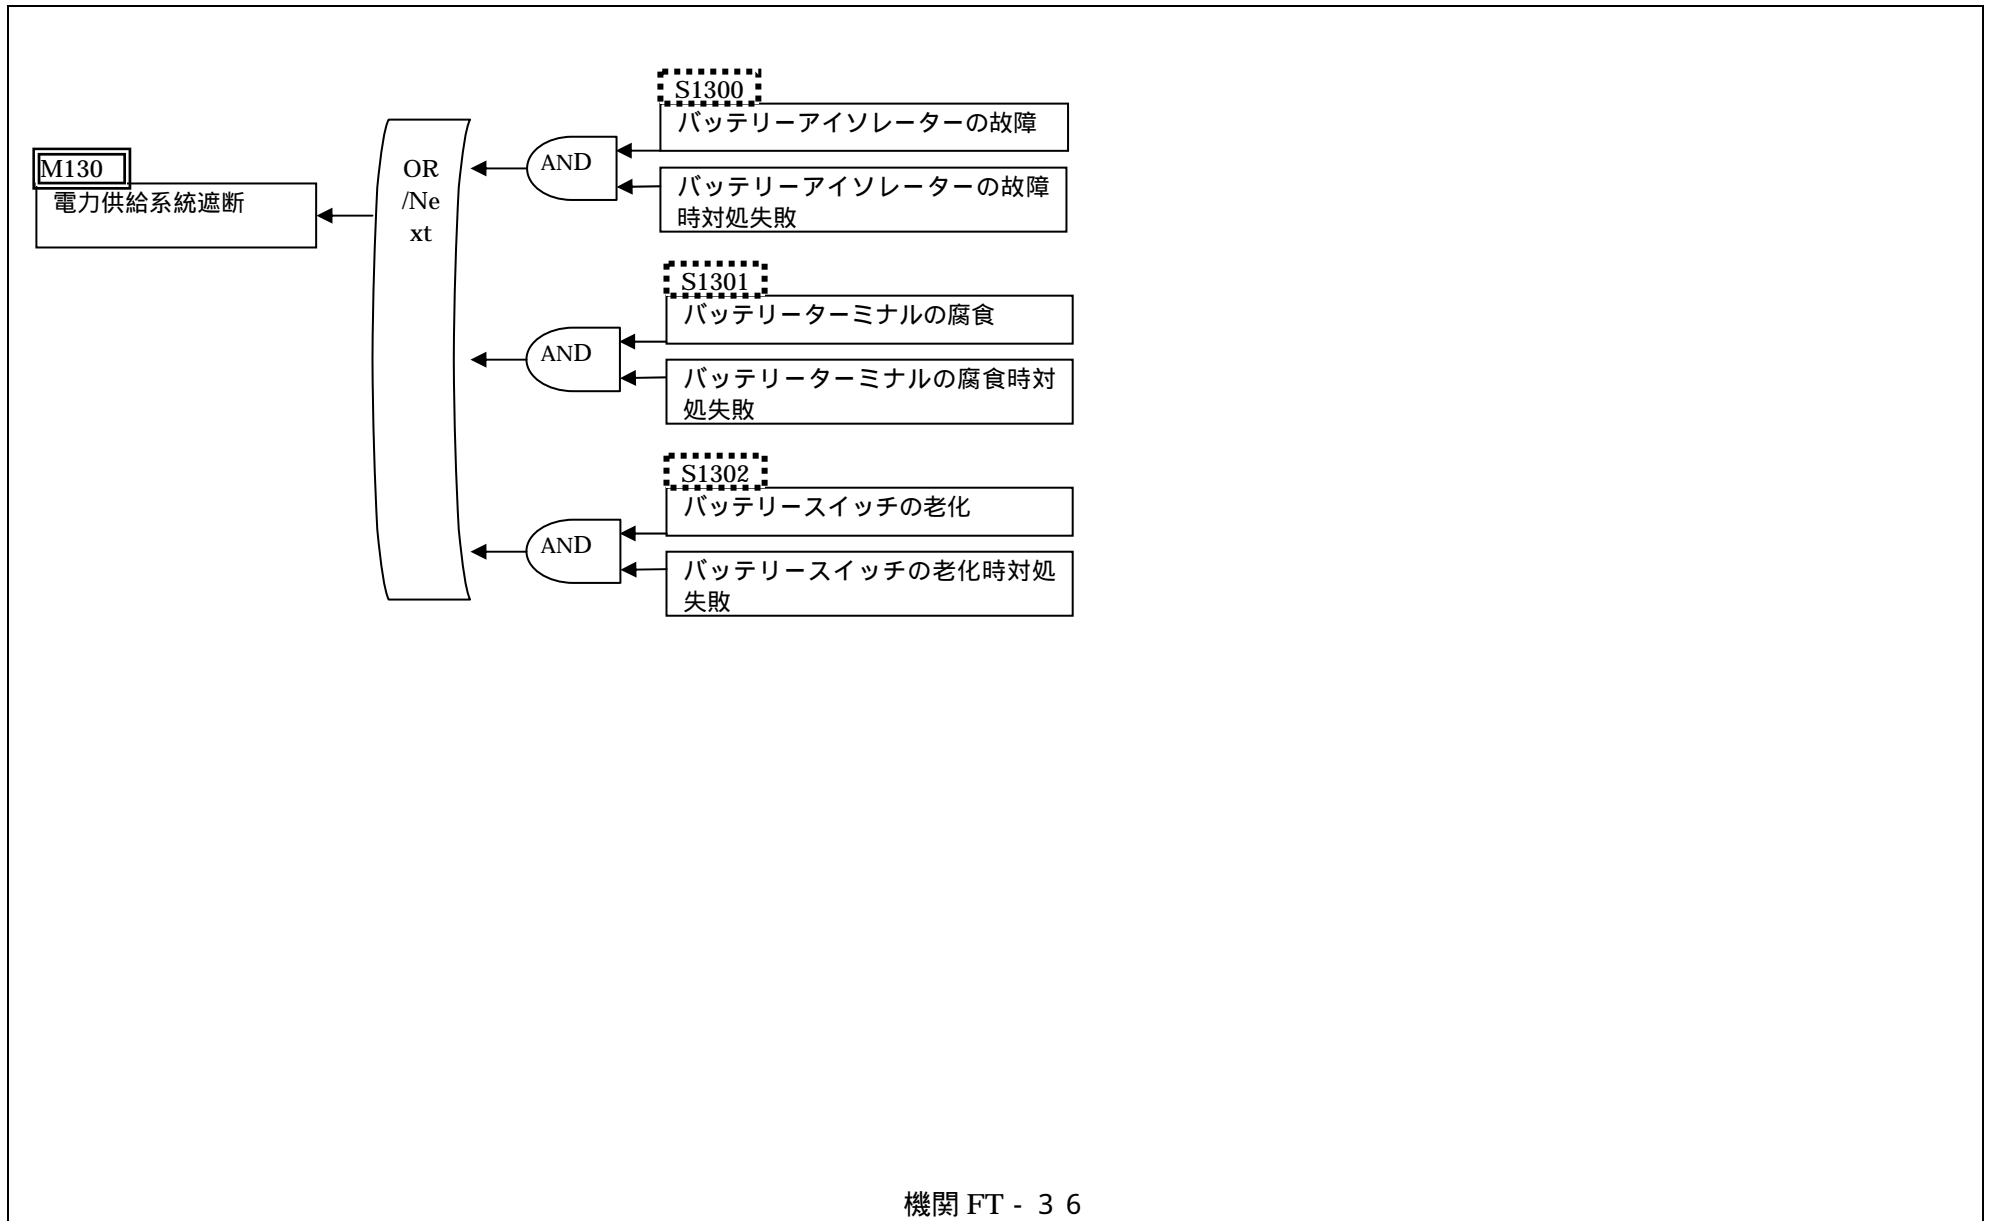 S1300
バッテリーアイソレーターの故障
M130
電力供給系統遮断
OR
/Ne
xt
AND
バッテリーアイソレーターの故障
時対処失敗
S1301
バッテリーターミナルの腐食
AND
バッテリーターミナルの腐食時対
処失敗
S1302
バッテリースイッチの老化
AND
バッテリースイッチの老化時対処
失敗
機関 FT - 3 6